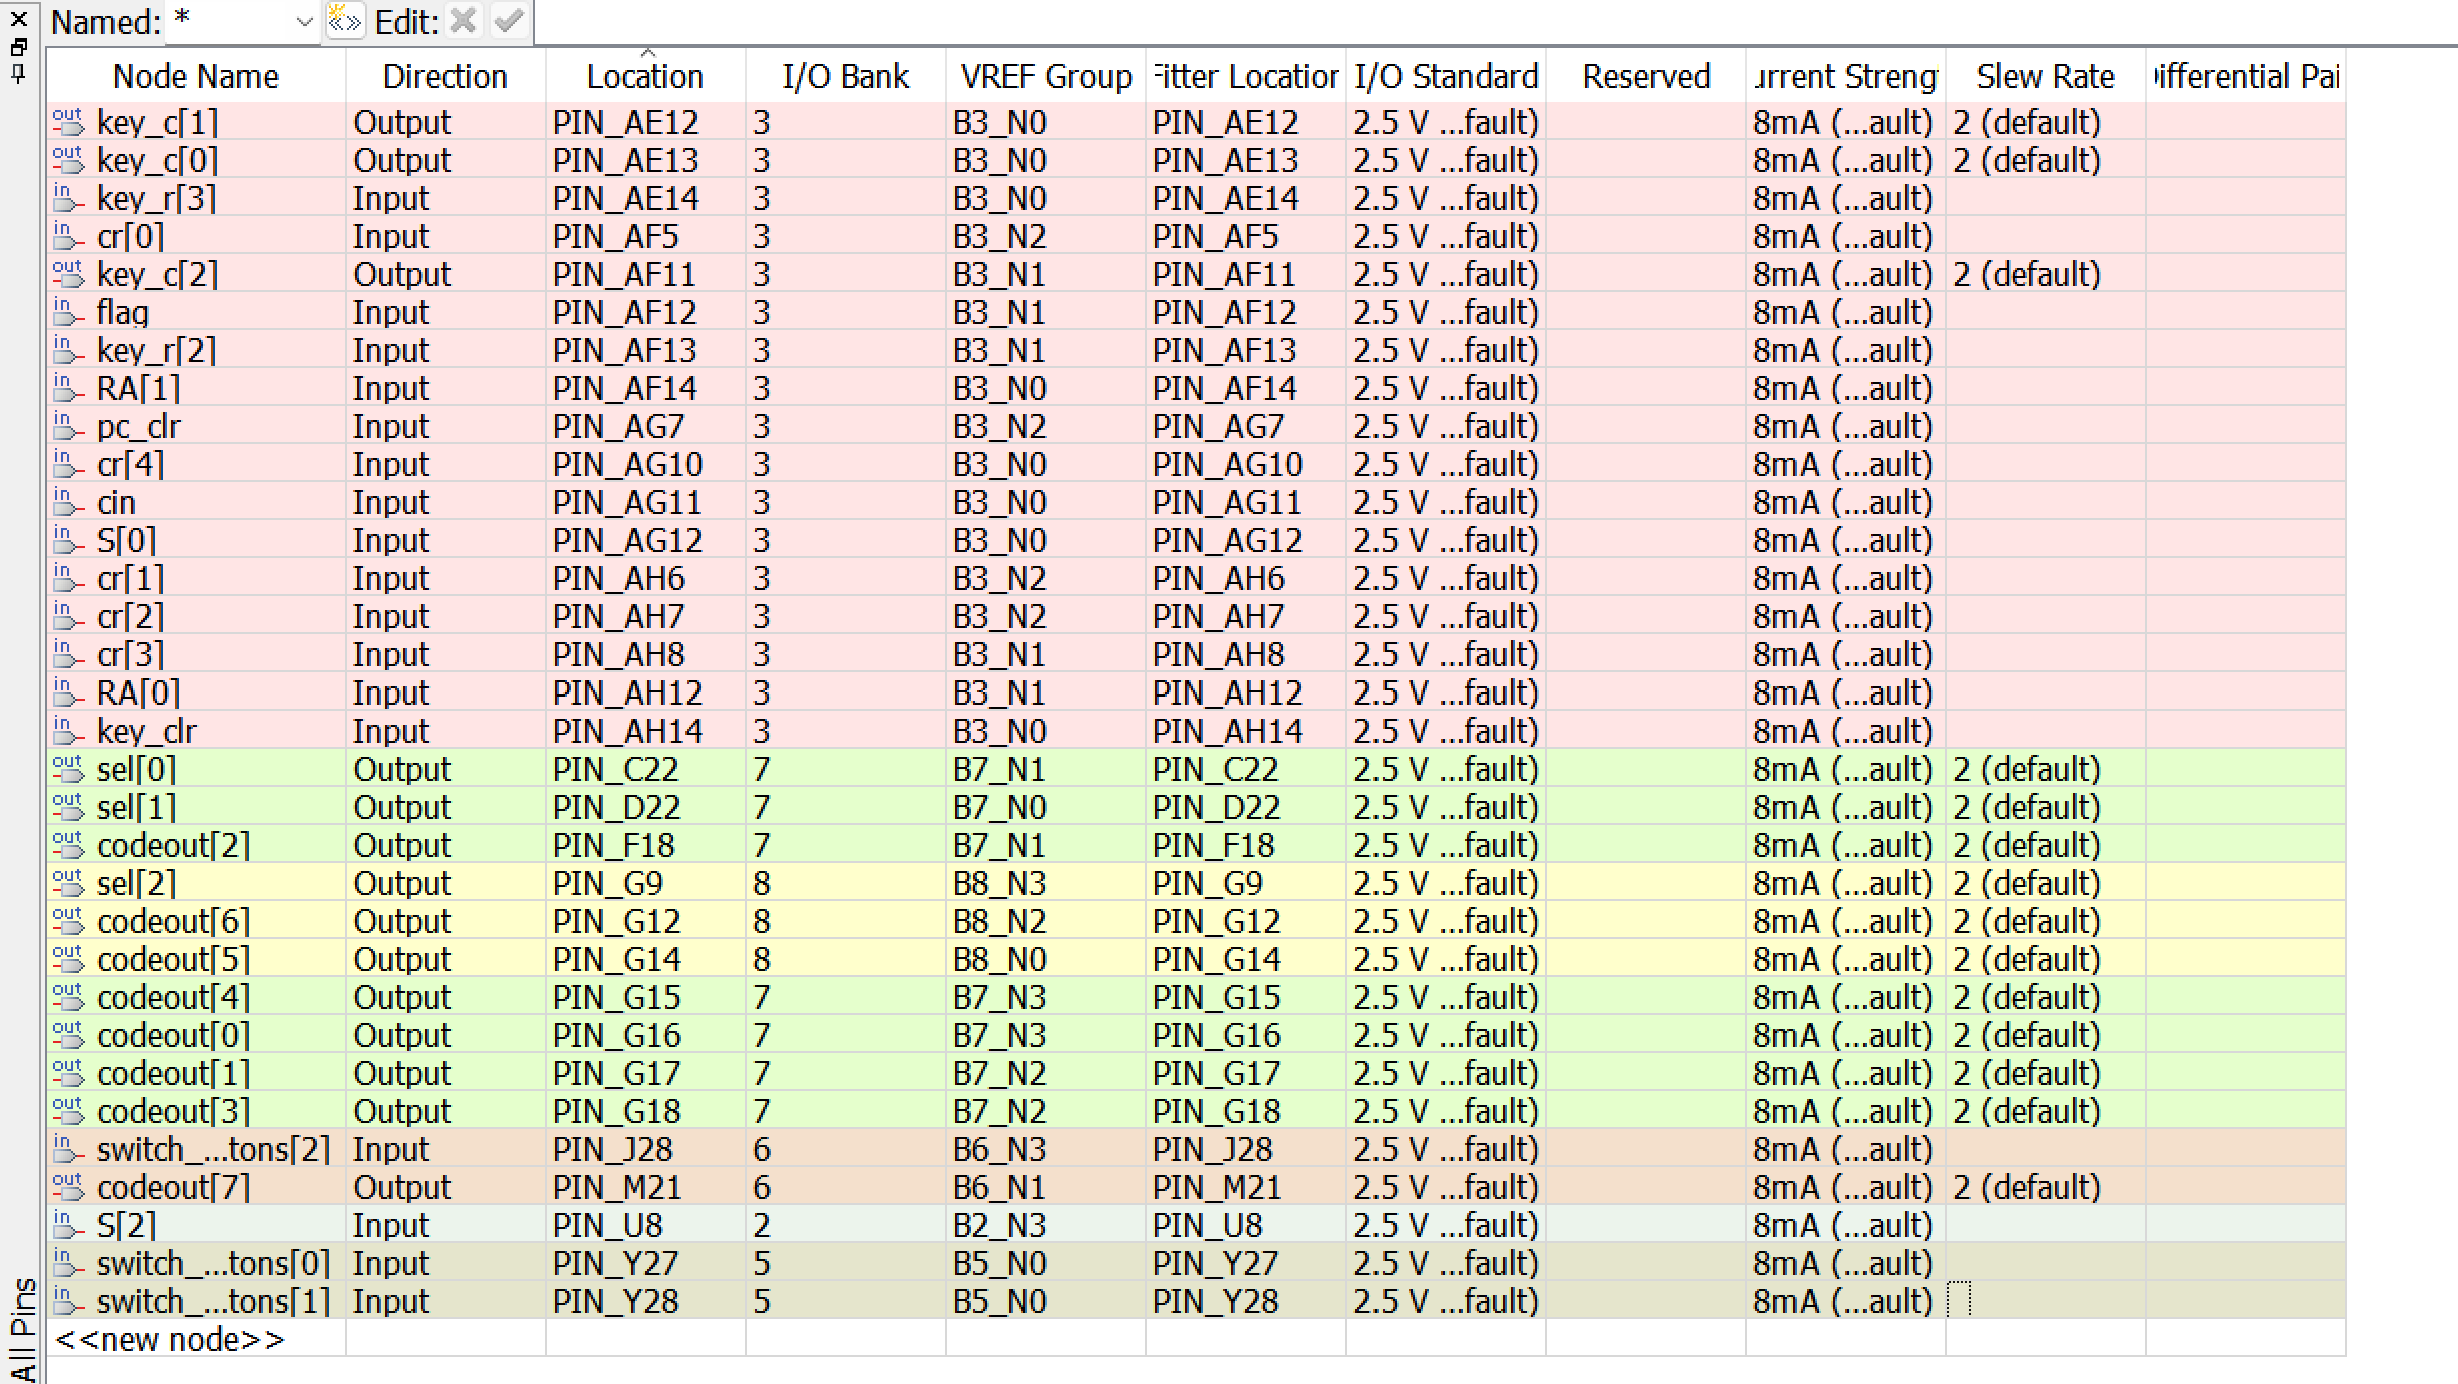 Named: * Edit:
Node Name Direction Location I/O Bank VREF Group Fitter Location I/O Standard Reserved urrent Streng Slew Rate ifferential Pai
out key_c[1] Output PIN_AE12 3 B3_N0 PIN_AE12 2.5 V ...fault) 8mA (...ault) 2 (default)
out key_c[0] Output PIN_AE13 3 B3_N0 PIN_AE13 2.5 V ...fault) 8mA (...ault) 2 (default)
in key_r[3] Input PIN_AE14 3 B3_N0 PIN_AE14 2.5 V ...fault) 8mA (...ault)
in cr[0] Input PIN_AF5 3 B3_N2 PIN_AF5 2.5 V ...fault) 8mA (...ault)
out key_c[2] Output PIN_AF11 3 B3_N1 PIN_AF11 2.5 V ...fault) 8mA (...ault) 2 (default)
in flag Input PIN_AF12 3 B3_N1 PIN_AF12 2.5 V ...fault) 8mA (...ault)
in key_r[2] Input PIN_AF13 3 B3_N1 PIN_AF13 2.5 V ...fault) 8mA (...ault)
in RA[1] Input PIN_AF14 3 B3_N0 PIN_AF14 2.5 V ...fault) 8mA (...ault)
in pc_clr Input PIN_AG7 3 B3_N2 PIN_AG7 2.5 V ...fault) 8mA (...ault)
in cr[4] Input PIN_AG10 3 B3_N0 PIN_AG10 2.5 V ...fault) 8mA (...ault)
in cin Input PIN_AG11 3 B3_N0 PIN_AG11 2.5 V ...fault) 8mA (...ault)
in S[0] Input PIN_AG12 3 B3_N0 PIN_AG12 2.5 V ...fault) 8mA (...ault)
in cr[1] Input PIN_AH6 3 B3_N2 PIN_AH6 2.5 V ...fault) 8mA (...ault)
in cr[2] Input PIN_AH7 3 B3_N2 PIN_AH7 2.5 V ...fault) 8mA (...ault)
in cr[3] Input PIN_AH8 3 B3_N1 PIN_AH8 2.5 V ...fault) 8mA (...ault)
in RA[0] Input PIN_AH12 3 B3_N1 PIN_AH12 2.5 V ...fault) 8mA (...ault)
in key_clr Input PIN_AH14 3 B3_N0 PIN_AH14 2.5 V ...fault) 8mA (...ault)
out sel[0] Output PIN_C22 7 B7_N1 PIN_C22 2.5 V ...fault) 8mA (...ault) 2 (default)
out sel[1] Output PIN_D22 7 B7_N0 PIN_D22 2.5 V ...fault) 8mA (...ault) 2 (default)
out codeout[2] Output PIN_F18 7 B7_N1 PIN_F18 2.5 V ...fault) 8mA (...ault) 2 (default)
out sel[2] Output PIN_G9 8 B8_N3 PIN_G9 2.5 V ...fault) 8mA (...ault) 2 (default)
out codeout[6] Output PIN_G12 8 B8_N2 PIN_G12 2.5 V ...fault) 8mA (...ault) 2 (default)
out codeout[5] Output PIN_G14 8 B8_N0 PIN_G14 2.5 V ...fault) 8mA (...ault) 2 (default)
out codeout[4] Output PIN_G15 7 B7_N3 PIN_G15 2.5 V ...fault) 8mA (...ault) 2 (default)
out codeout[0] Output PIN_G16 7 B7_N3 PIN_G16 2.5 V ...fault) 8mA (...ault) 2 (default)
out codeout[1] Output PIN_G17 7 B7_N2 PIN_G17 2.5 V ...fault) 8mA (...ault) 2 (default)
out codeout[3] Output PIN_G18 7 B7_N2 PIN_G18 2.5 V ...fault) 8mA (...ault) 2 (default)
in switch_...tons[2] Input PIN_J28 6 B6_N3 PIN_J28 2.5 V ...fault) 8mA (...ault)
out codeout[7] Output PIN_M21 6 B6_N1 PIN_M21 2.5 V ...fault) 8mA (...ault) 2 (default)
in S[2] Input PIN_U8 2 B2_N3 PIN_U8 2.5 V ...fault) 8mA (...ault)
in switch_...tons[0] Input PIN_Y27 5 B5_N0 PIN_Y27 2.5 V ...fault) 8mA (...ault)
in switch_...tons[1] Input PIN_Y28 5 B5_N0 PIN_Y28 2.5 V ...fault) 8mA (...ault)
<<new node>>
All Pins